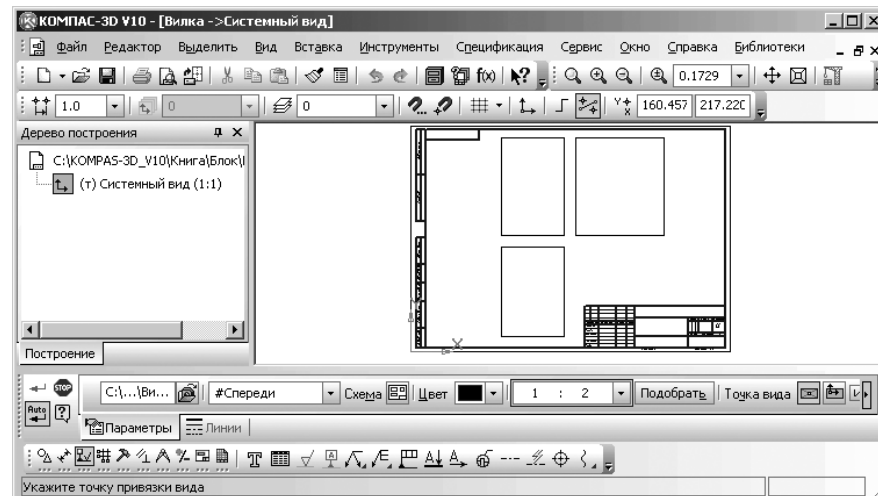 КОМПАС-3D V10 - [Вилка ->Системный вид]
Файл Редактор Выделить Вид Вставка Инструменты Спецификация Сервис Окно Справка Библиотеки
f(x) 0.1729
1.0 0 0 Y X 160.457 217.220
Дерево построения
C:\KOMPAS-3D_V10\Книга\Блок\
(т) Системный вид (1:1)
Построение
STOP C:\...\Ви... #Спереди Схема Цвет 1 : 2 Подобрать Точка вида
Auto
Параметры Линии
Укажите точку привязки вида